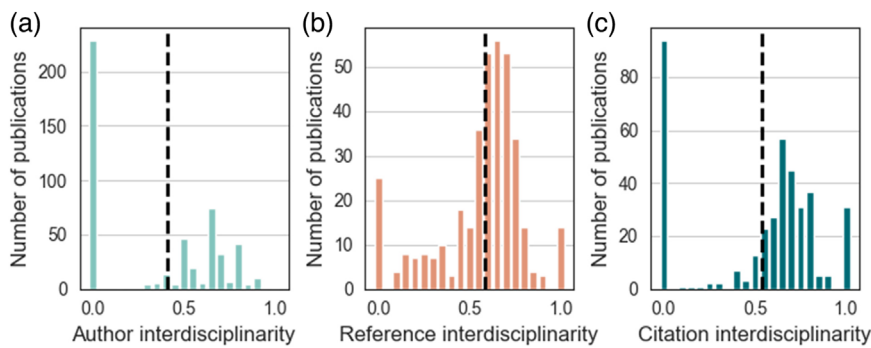 (a)
Number of publications
200
150
100
50
0
0.0 0.5 1.0
Author interdisciplinarity
(b)
Number of publications
50
40
30
20
10
0
0.0 0.5 1.0
Reference interdisciplinarity
(c)
Number of publications
80
60
40
20
0
0.0 0.5 1.0
Citation interdisciplinarity